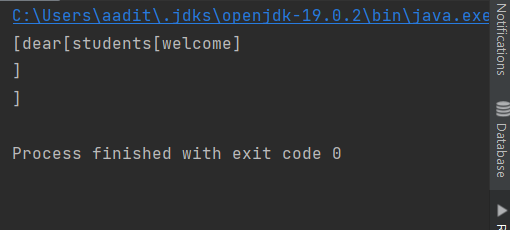 C:\Users\aadit\.jdks\openjdk-19.0.2\bin\java.exe
[dear[students[welcome]
]
]
Process finished with exit code 0
Notifications
Database